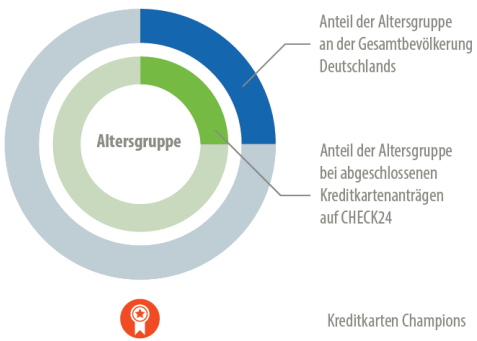 Anteil der Altersgruppe
an der Gesamtbevölkerung
Deutschlands
Altersgruppe
Anteil der Altersgruppe
bei abgeschlossenen
Kreditkartenanträgen
auf CHECK24
Kreditkarten Champions